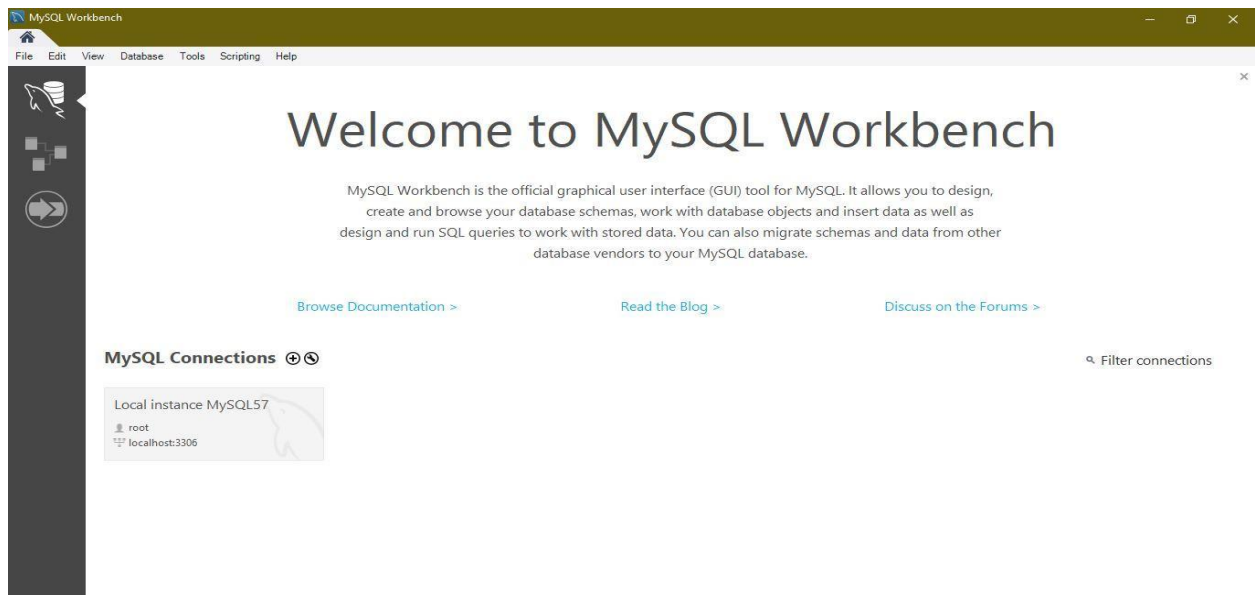 MySQL Workbench
File Edit View Database Tools Scripting Help
Welcome to MySQL Workbench
MySQL Workbench is the official graphical user interface (GUI) tool for MySQL. It allows you to design,
create and browse your database schemas, work with database objects and insert data as well as
design and run SQL queries to work with stored data. You can also migrate schemas and data from other
database vendors to your MySQL database.
Browse Documentation > Read the Blog > Discuss on the Forums >
MySQL Connections Filter connections
Local instance MySQL57
root
localhost:3306